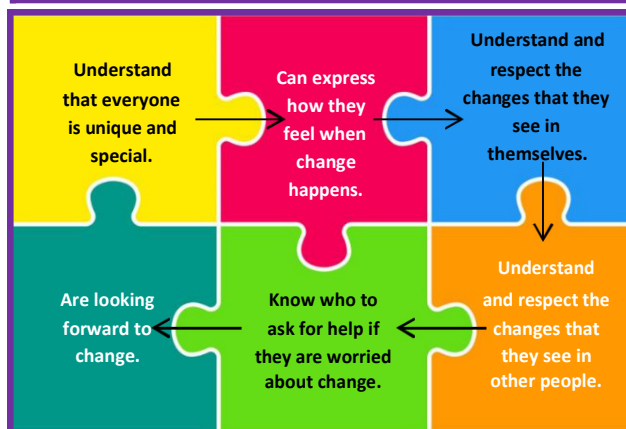 Understand
that everyone
is unique and
special.
Can express
how they
feel when
change
happens.
Understand and
respect the
changes that they
see in
themselves.
Understand
and respect the
changes that
they see in
other people.
Know who to
ask for help if
they are worried
about change.
Are looking
forward to
change.